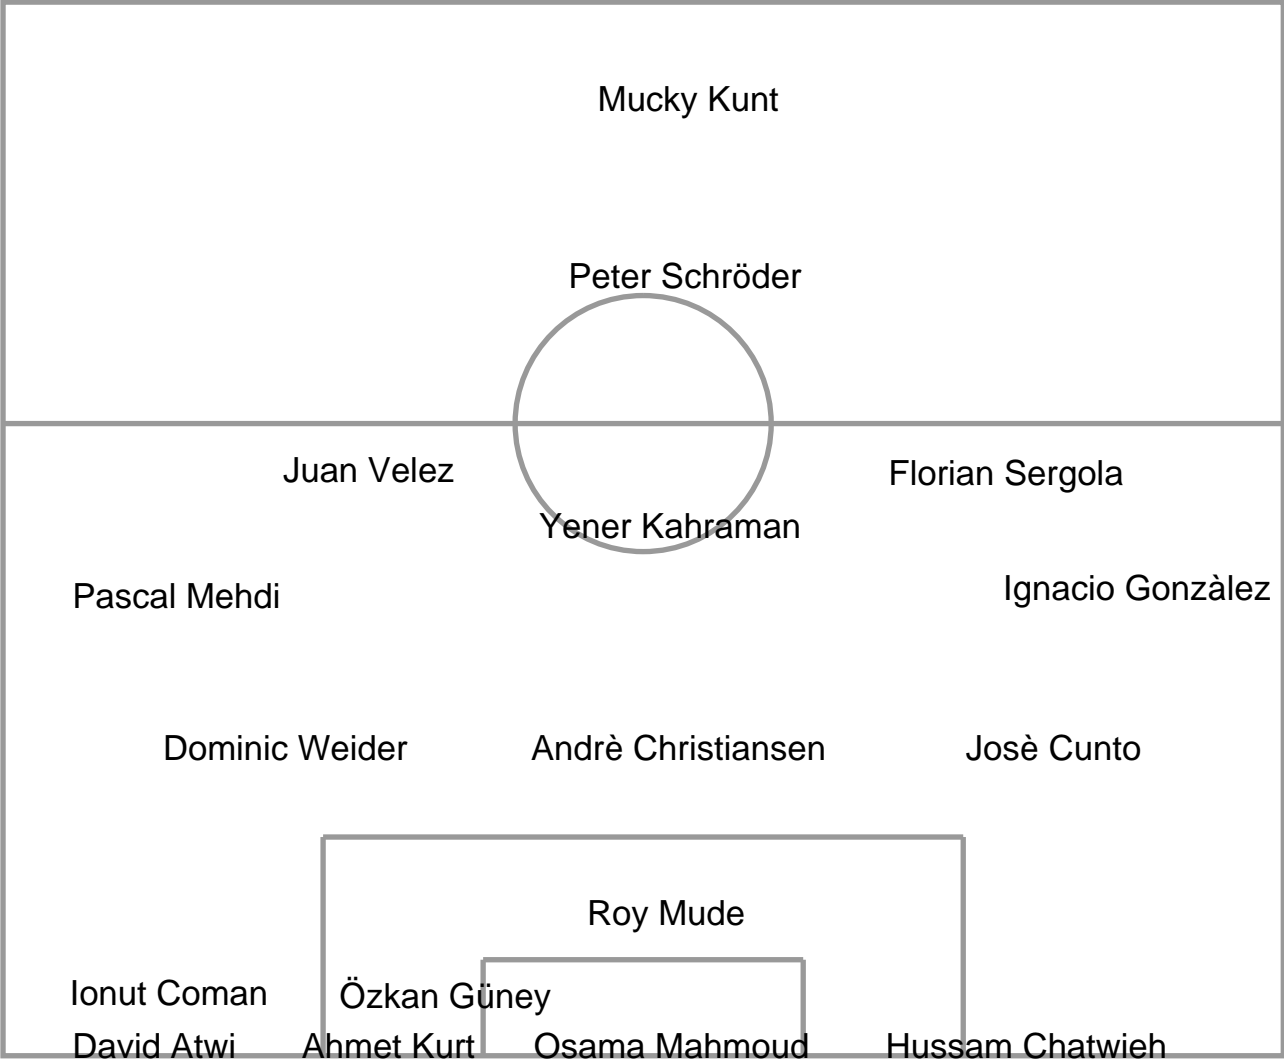 Mucky Kunt
Peter Schröder
Juan Velez
Florian Sergola
Yener Kahraman
Pascal Mehdi
Ignacio Gonzàlez
Dominic Weider
Andrè Christiansen
Josè Cunto
Roy Mude
Ionut Coman
Özkan Güney
David Atwi
Ahmet Kurt
Osama Mahmoud
Hussam Chatwieh